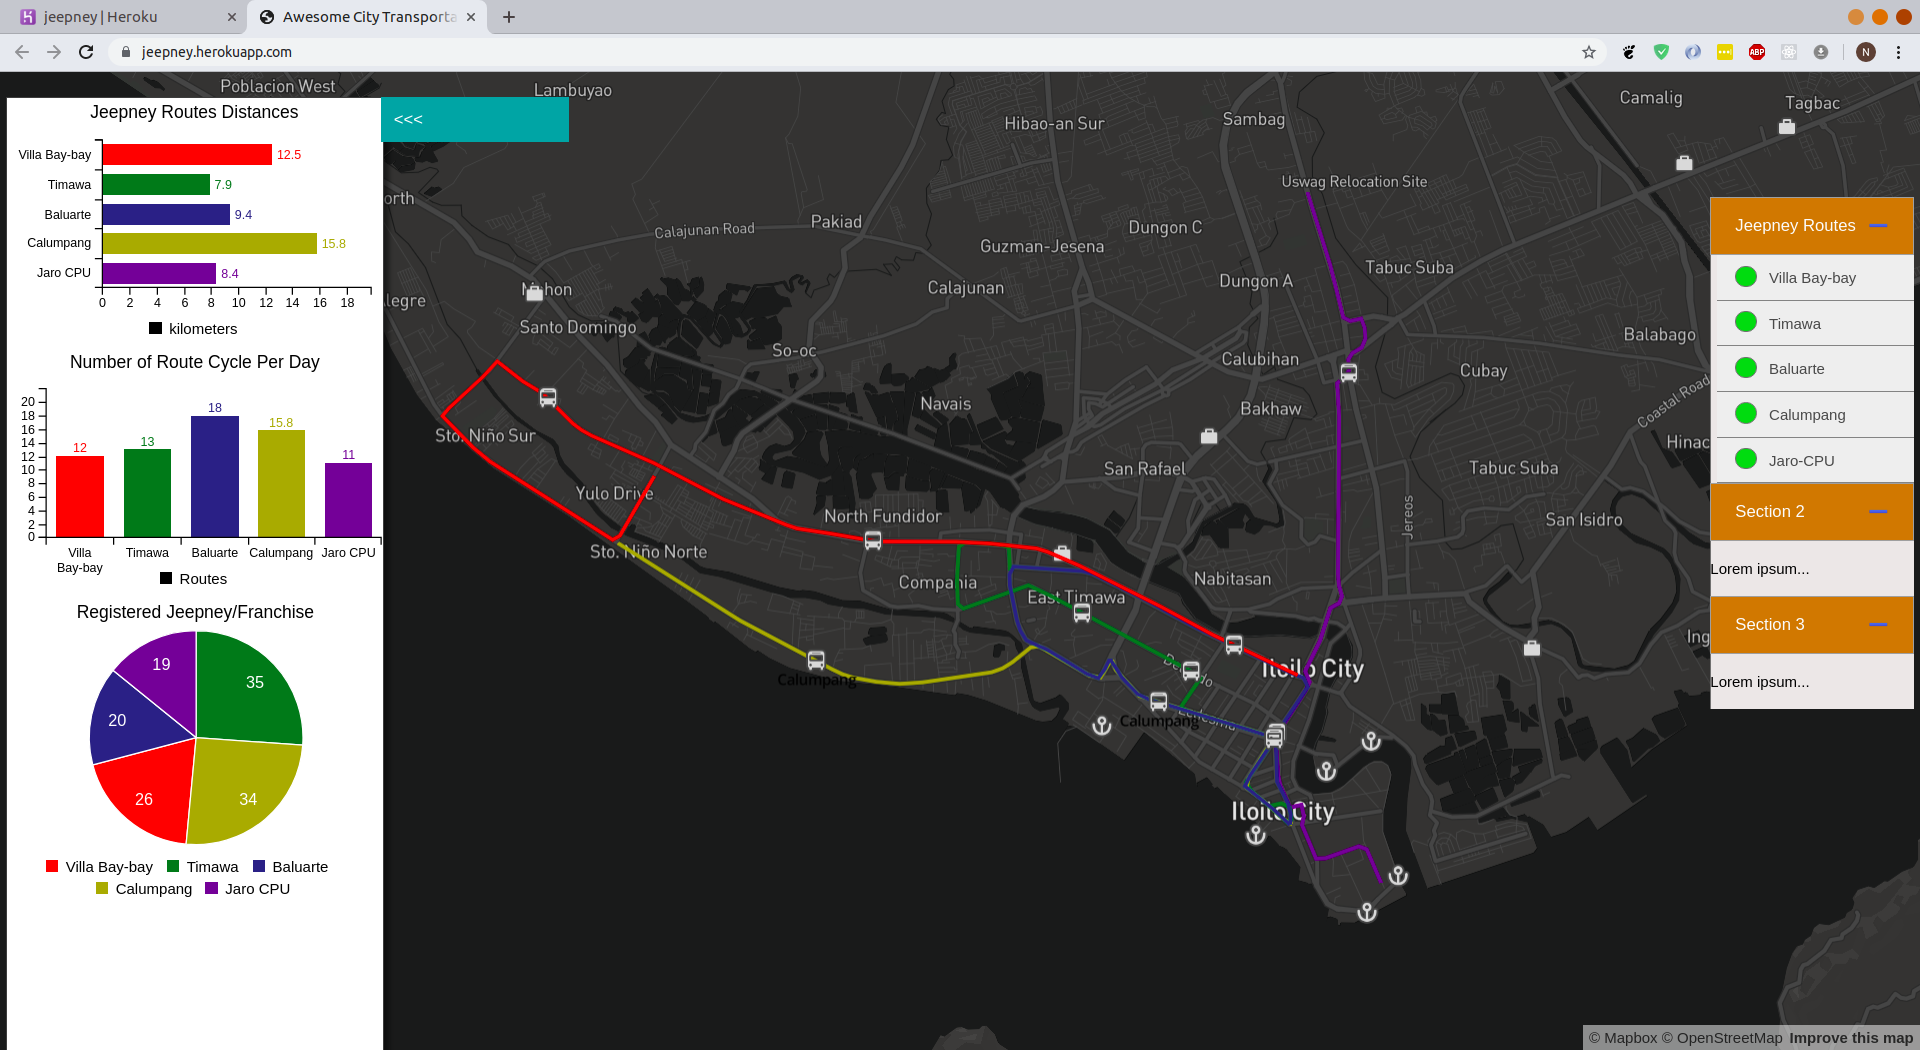 jeepney | Heroku
Awesome City Transporta
jeepney.herokuapp.com
ABP
N
Jeepney Routes Distances
Villa Bay-bay 12.5
Timawa 7.9
Baluarte 9.4
Calumpang 15.8
Jaro CPU 8.4
0 2 4 6 8 10 12 14 16 18
kilometers
Number of Route Cycle Per Day
20
18
16
14
12
10
8
6
4
2
0
12 13 18 15.8 11
Villa Bay-bay Timawa Baluarte Calumpang Jaro CPU
Routes
Registered Jeepney/Franchise
19 35
20
26 34
Villa Bay-bay Timawa Baluarte
Calumpang Jaro CPU
<<<
Poblacion West
Lambuyao
Hibao-an Sur
Sambag
Camalig
Tagbac
Uswag Relocation Site
orth
Calajunan Road
Pakiad
Guzman-Jesena
Dungon C
Tabuc Suba
Dungon A
Calajunan
legre
Santo Domingo
So-oc
Calubihan
Cubay
Balabago
Coastal Road
Navais
Bakhaw
Sto. Niño Sur
Hinac
San Rafael
Tabuc Suba
Yulo Drive
North Fundidor
Jereos
San Isidro
Sto. Niño Norte
Compania
Nabitasan
East Timawa
Ing
Iloilo City
Calumpang
Calumpang
Iloilo City
Jeepney Routes
Villa Bay-bay
Timawa
Baluarte
Calumpang
Jaro-CPU
Section 2
Lorem ipsum...
Section 3
Lorem ipsum...
© Mapbox © OpenStreetMap Improve this map